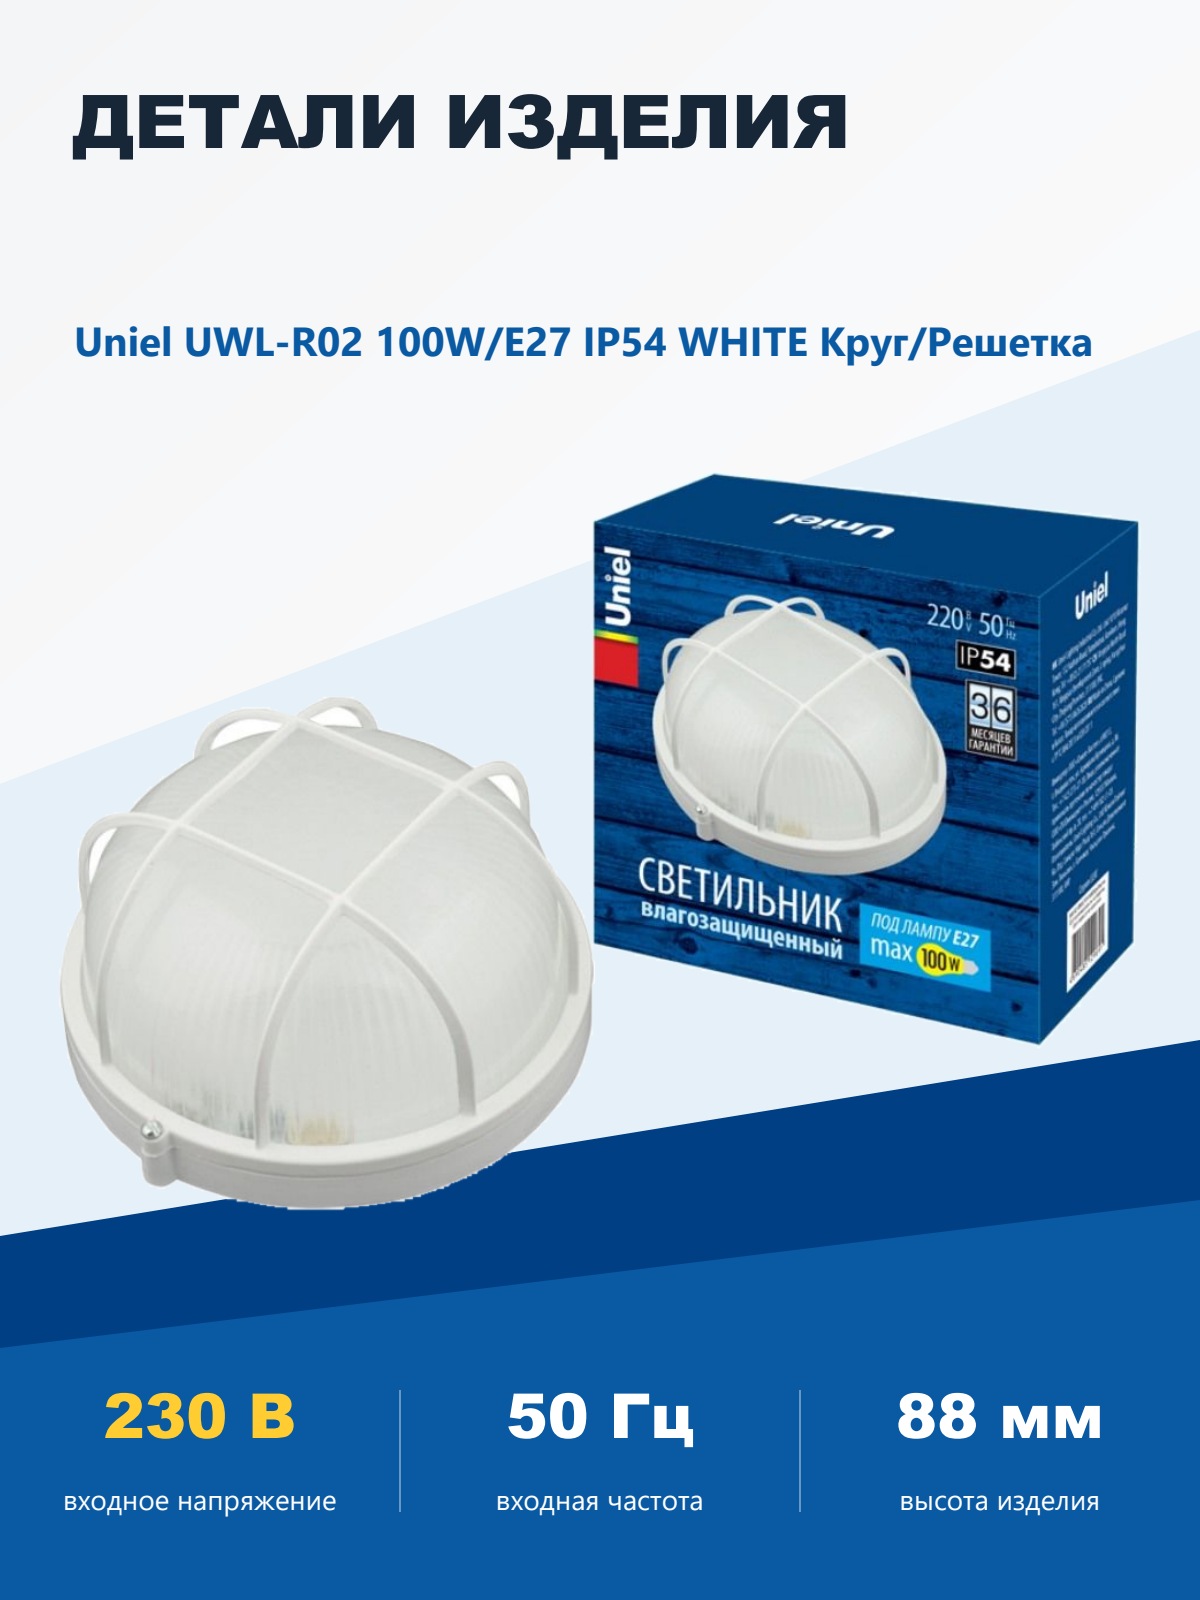 ДЕТАЛИ ИЗДЕЛИЯ
Uniel UWL-R02 100W/E27 IP54 WHITE Круг/Решетка
Uniel
Uniel
Uniel
220 В V 50 Гц Hz
IP54
36
МЕСЯЦЕВ
ГАРАНТИИ
СВЕТИЛЬНИК
влагозащищенный
ПОД ЛАМПУ E27
max 100W
230 В
входное напряжение
50 Гц
входная частота
88 мм
высота изделия